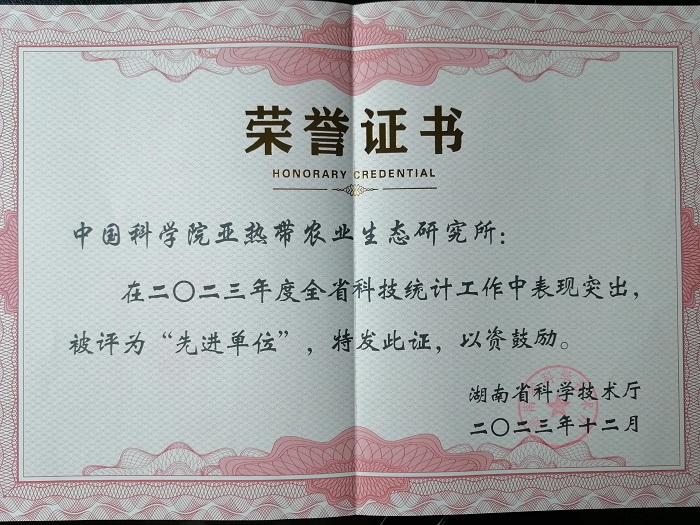 荣誉证书
HONORARY CREDENTIAL
中国科学院亚热带农业生态研究所：
在二〇二三年度全省科技统计工作中表现突出，
被评为“先进单位”，特发此证，以资鼓励。
湖南省科学技术厅
二〇二三年十二月